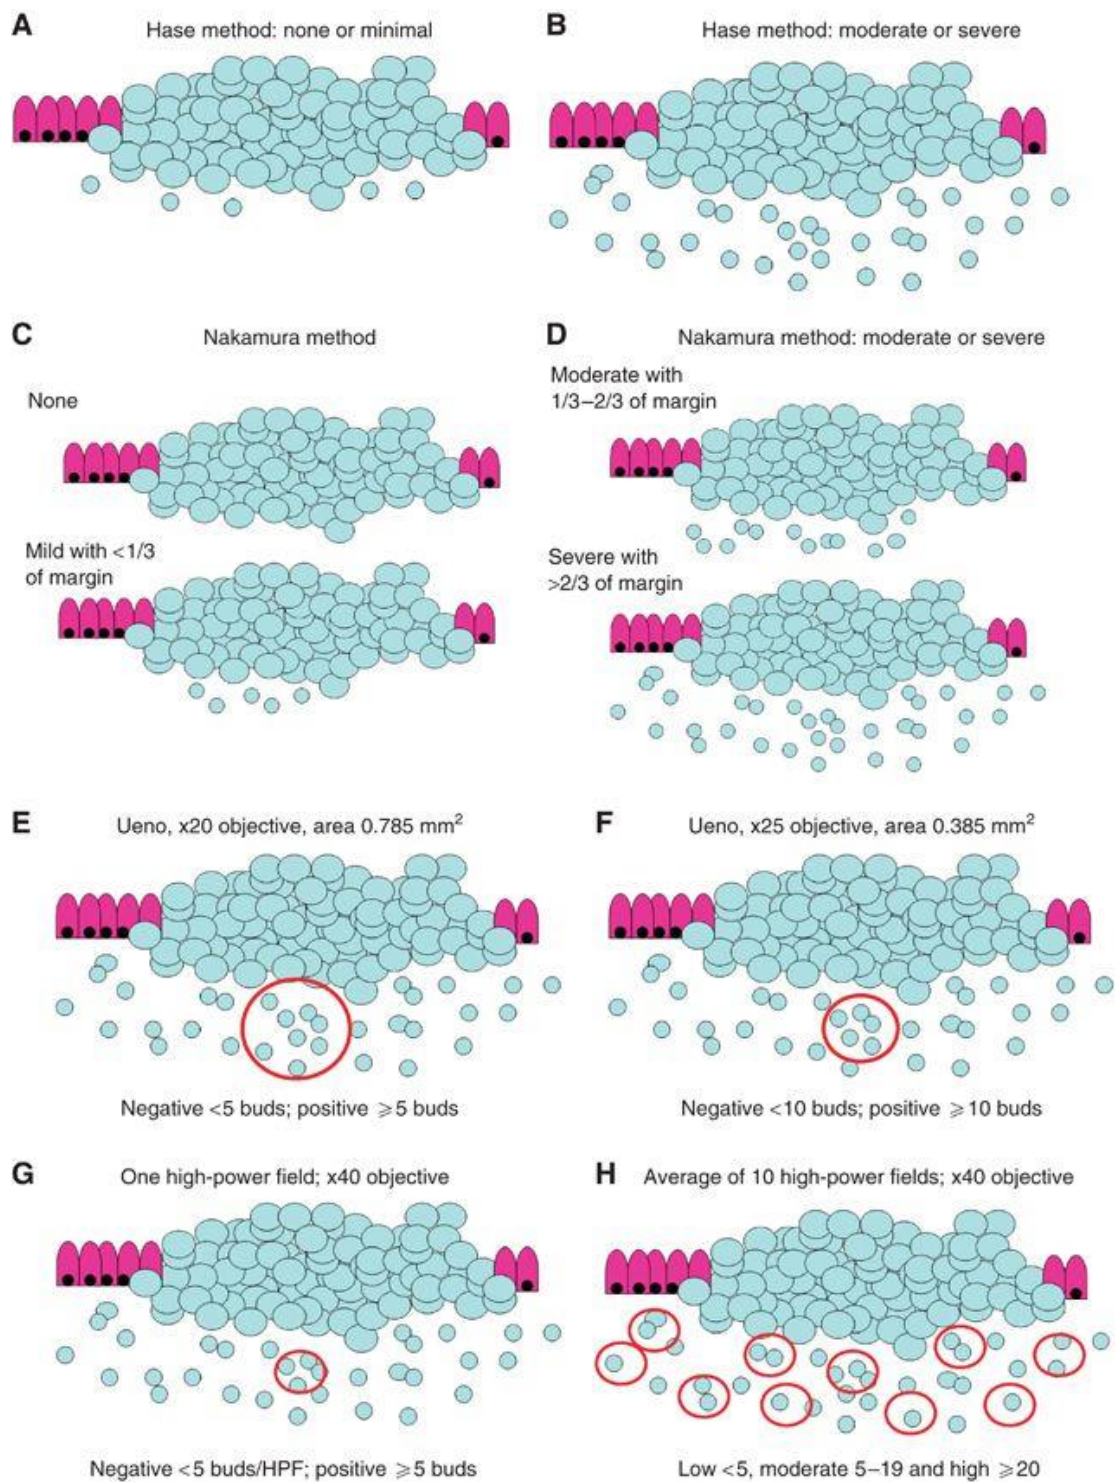 A
Hase method: none or minimal
B
Hase method: moderate or severe
C
Nakamura method
None
Mild with <1/3
of margin
D
Nakamura method: moderate or severe
Moderate with
1/3–2/3 of margin
Severe with
>2/3 of margin
E
Ueno, x20 objective, area 0.785 mm²
Negative <5 buds; positive ⩾5 buds
F
Ueno, x25 objective, area 0.385 mm²
Negative <10 buds; positive ⩾10 buds
G
One high-power field; x40 objective
Negative <5 buds/HPF; positive ⩾5 buds
H
Average of 10 high-power fields; x40 objective
Low <5, moderate 5–19 and high ⩾20